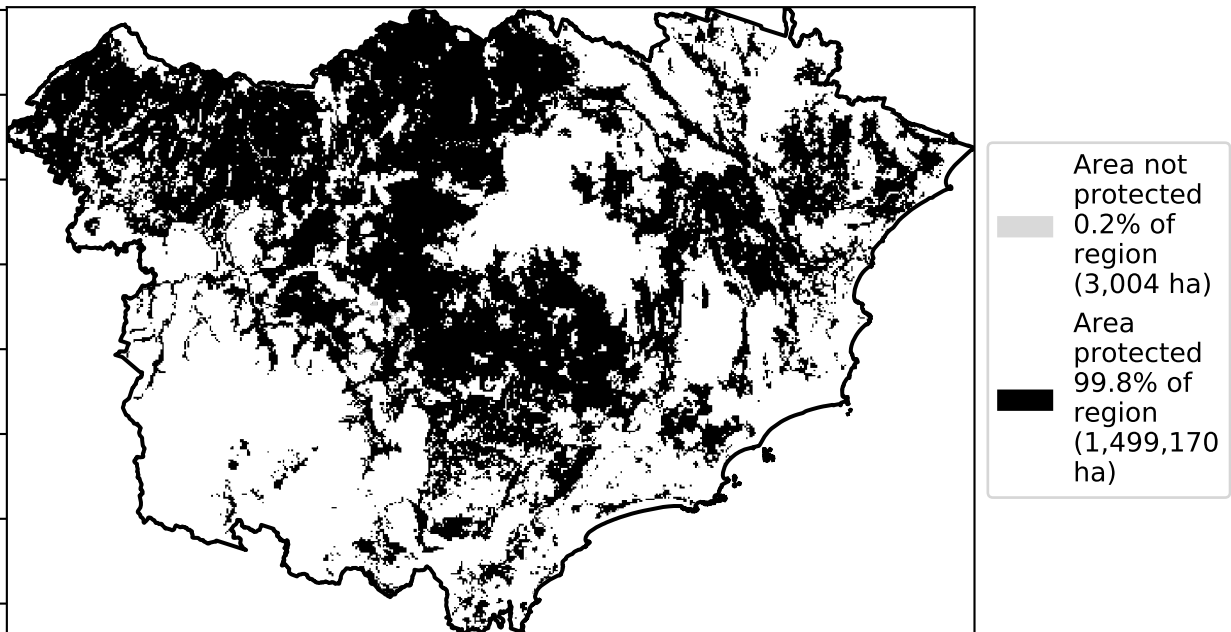 Area not
protected
0.2% of
region
(3,004 ha)
Area
protected
99.8% of
region
(1,499,170
ha)